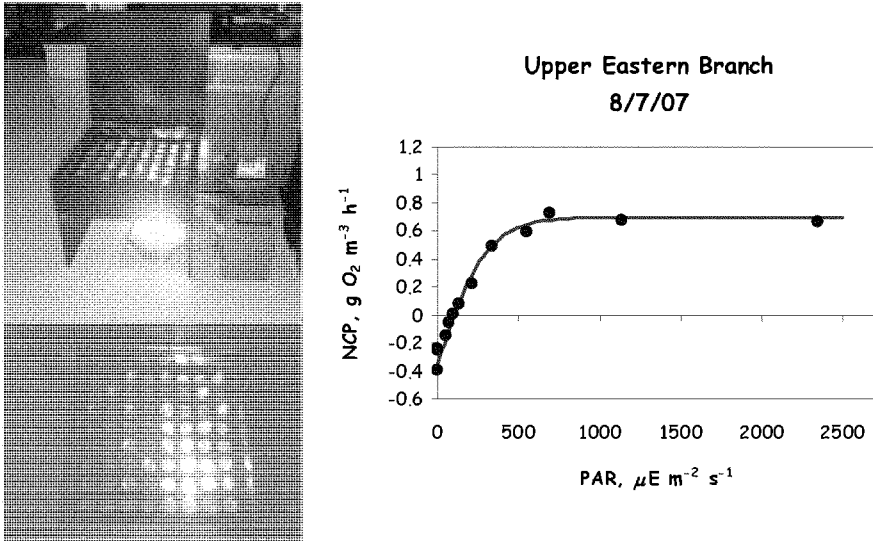 Upper Eastern Branch
8/7/07
1.2
1
0.8
0.6
0.4
0.2
0
-0.2
-0.4
-0.6
NCP, g O₂ m⁻³ h⁻¹
0 500 1000 1500 2000 2500
PAR, μE m⁻² s⁻¹